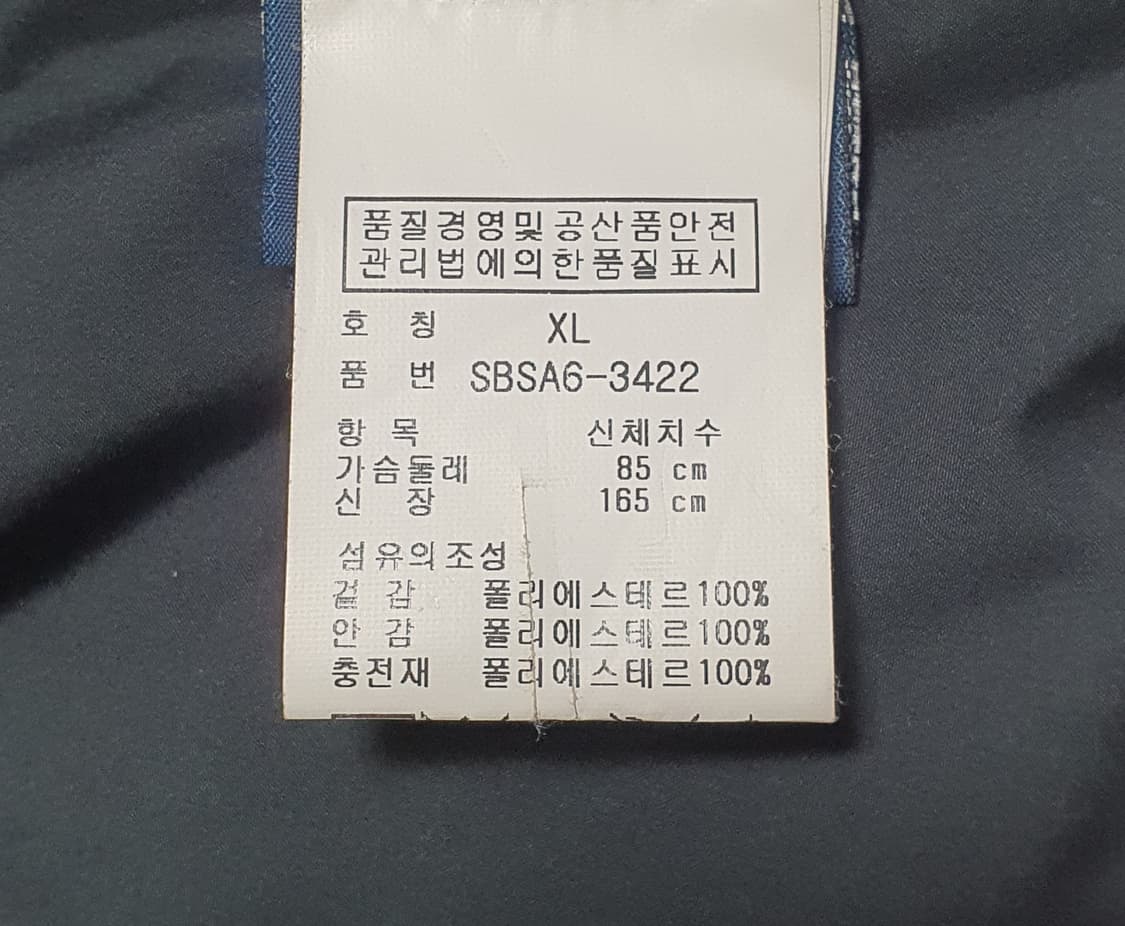 품질경영및공산품안전
관리법에의한품질표시
호 칭 XL
품 번 SBSA6-3422
항 목 신체치수
가슴둘레 85 cm
신 장 165 cm
섬유의조성
겉 감 폴리에스테르100%
안 감 폴리에스테르100%
충전재 폴리에스테르100%